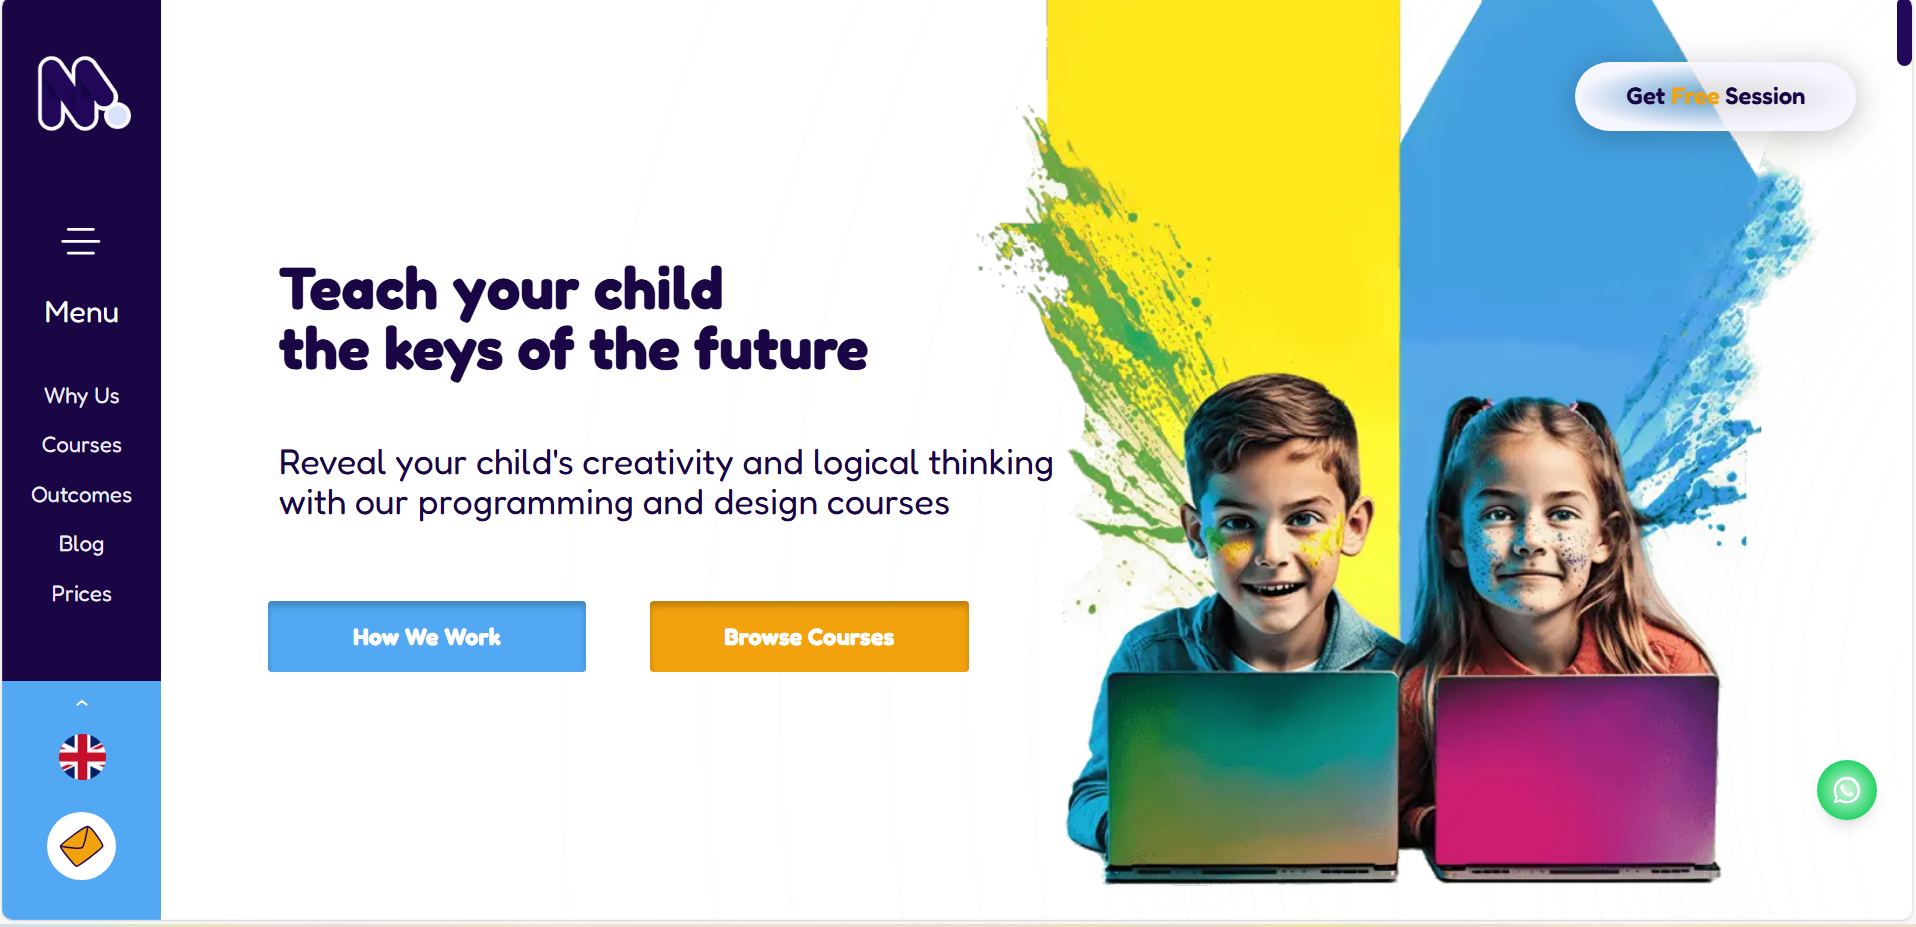 Menu
Why Us
Courses
Outcomes
Blog
Prices
Get Free Session
Teach your child
the keys of the future
Reveal your child's creativity and logical thinking
with our programming and design courses
How We Work
Browse Courses